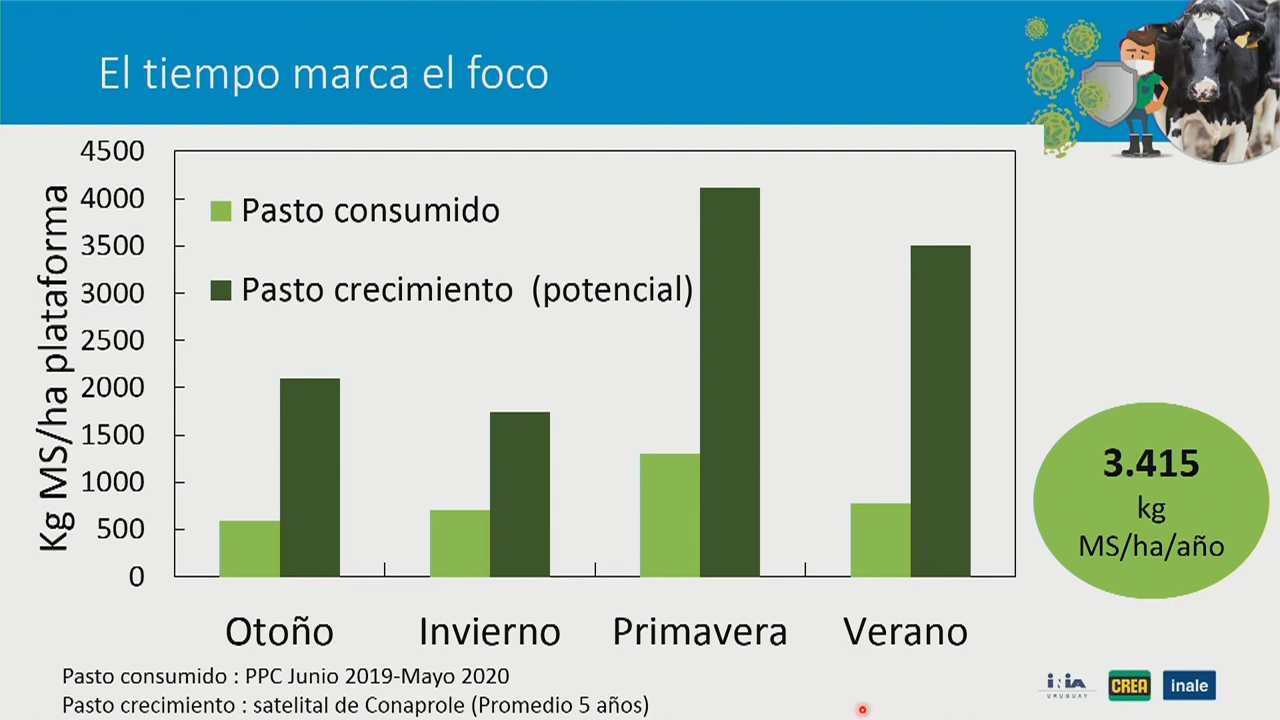 El tiempo marca el foco
Kg MS/ha plataforma
4500
4000
3500
3000
2500
2000
1500
1000
500
0
Pasto consumido
Pasto crecimiento (potencial)
Otoño
Invierno
Primavera
Verano
3.415
kg
MS/ha/año
Pasto consumido : PPC Junio 2019-Mayo 2020
Pasto crecimiento : satelital de Conaprole (Promedio 5 años)
inia
URUGUAY
CREA
inale